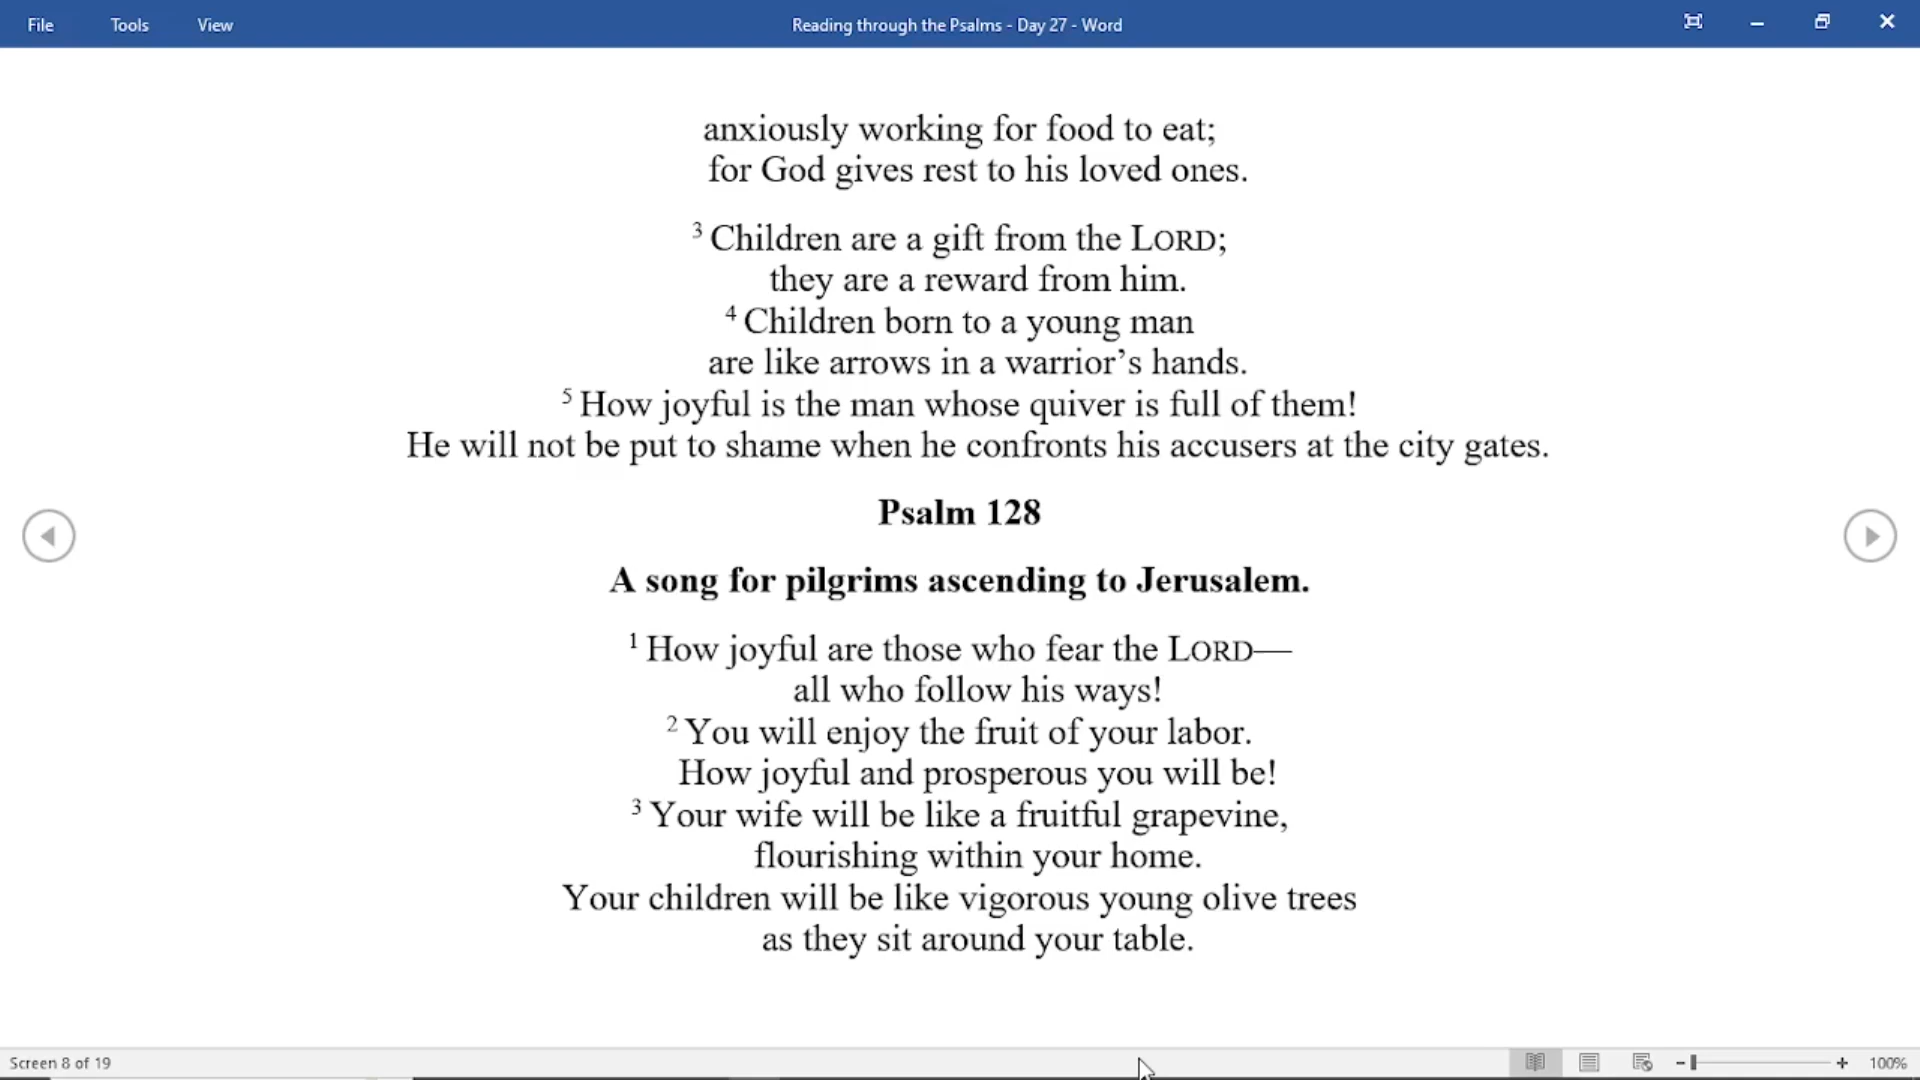 File Tools View Reading through the Psalms - Day 27 - Word
anxiously working for food to eat;
for God gives rest to his loved ones.
3 Children are a gift from the LORD;
they are a reward from him.
4 Children born to a young man
are like arrows in a warrior’s hands.
5 How joyful is the man whose quiver is full of them!
He will not be put to shame when he confronts his accusers at the city gates.
Psalm 128
A song for pilgrims ascending to Jerusalem.
1 How joyful are those who fear the LORD—
all who follow his ways!
2 You will enjoy the fruit of your labor.
How joyful and prosperous you will be!
3 Your wife will be like a fruitful grapevine,
flourishing within your home.
Your children will be like vigorous young olive trees
as they sit around your table.
Screen 8 of 19 100%